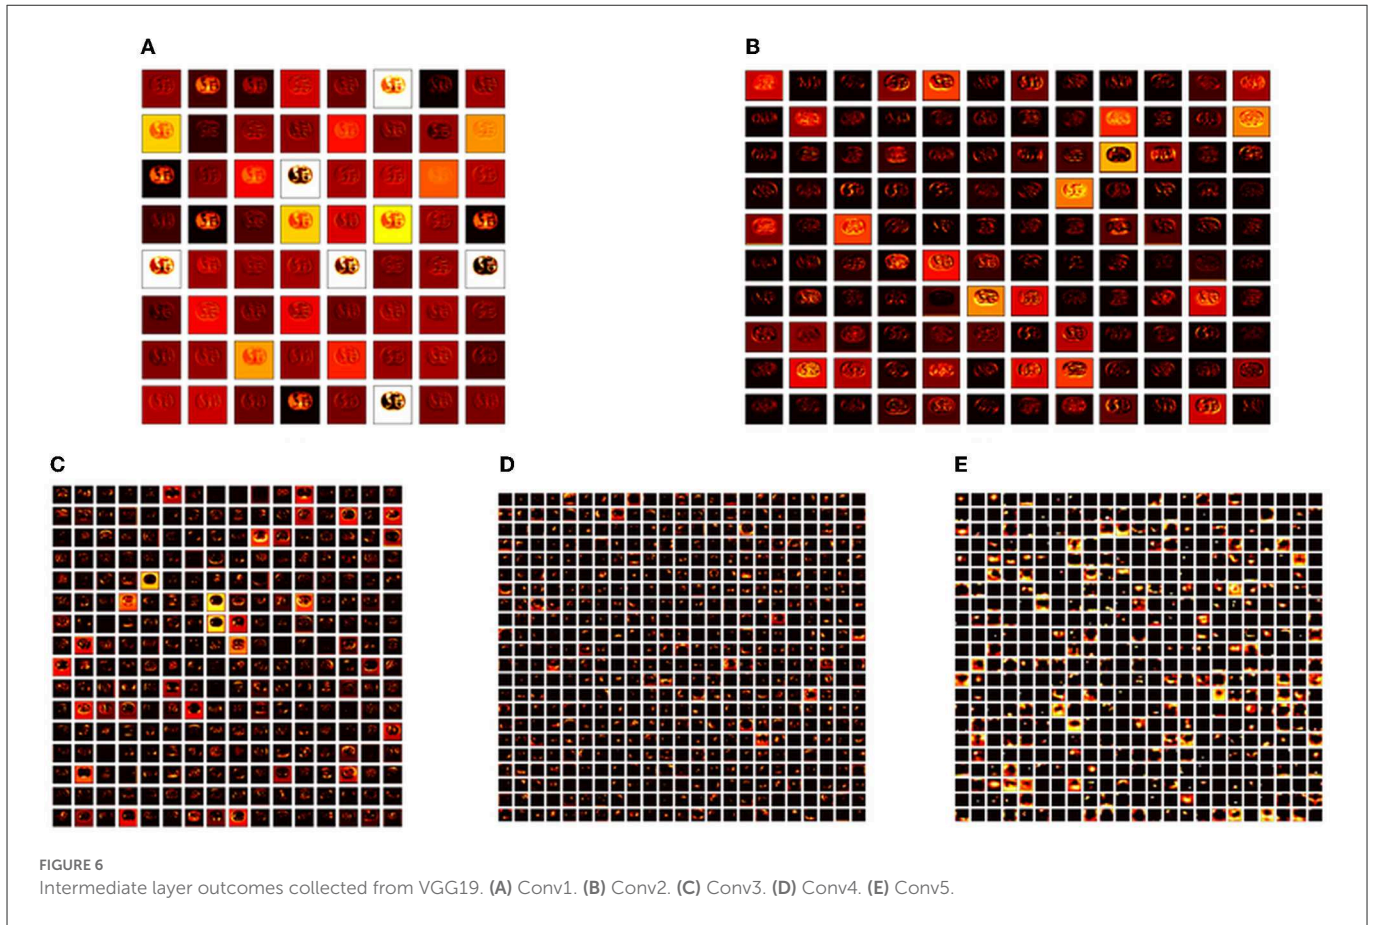 A
B
C
D
E
FIGURE 6
Intermediate layer outcomes collected from VGG19. (A) Conv1. (B) Conv2. (C) Conv3. (D) Conv4. (E) Conv5.